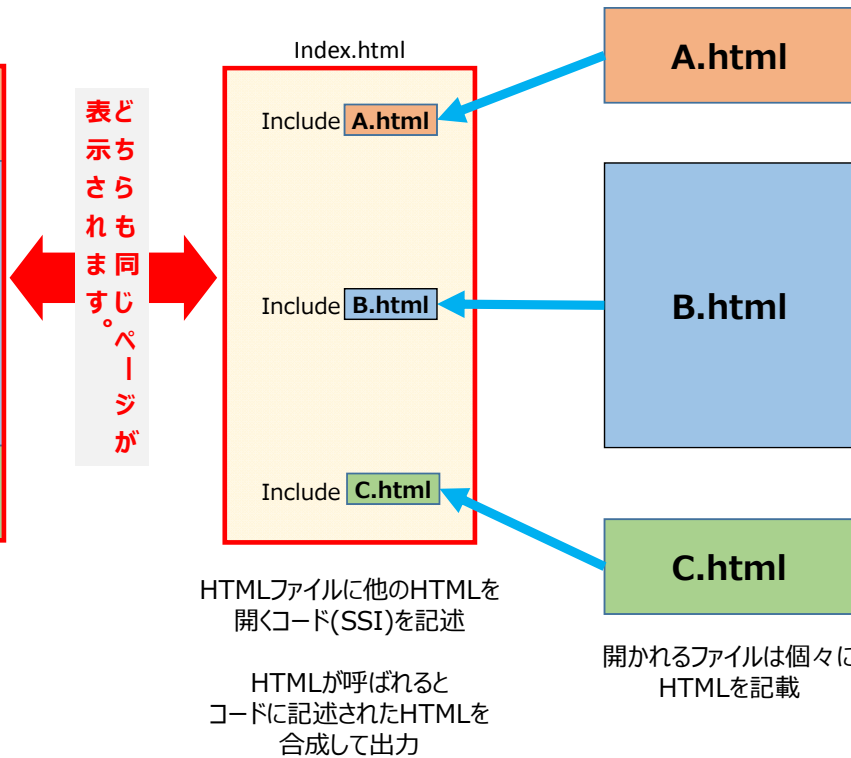 どちらも同じページが
表示されます。
Index.html
Include A.html
Include B.html
Include C.html
HTMLファイルに他のHTMLを
開くコード(SSI)を記述
HTMLが呼ばれると
コードに記述されたHTMLを
合成して出力
A.html
B.html
C.html
開かれるファイルは個々に
HTMLを記載